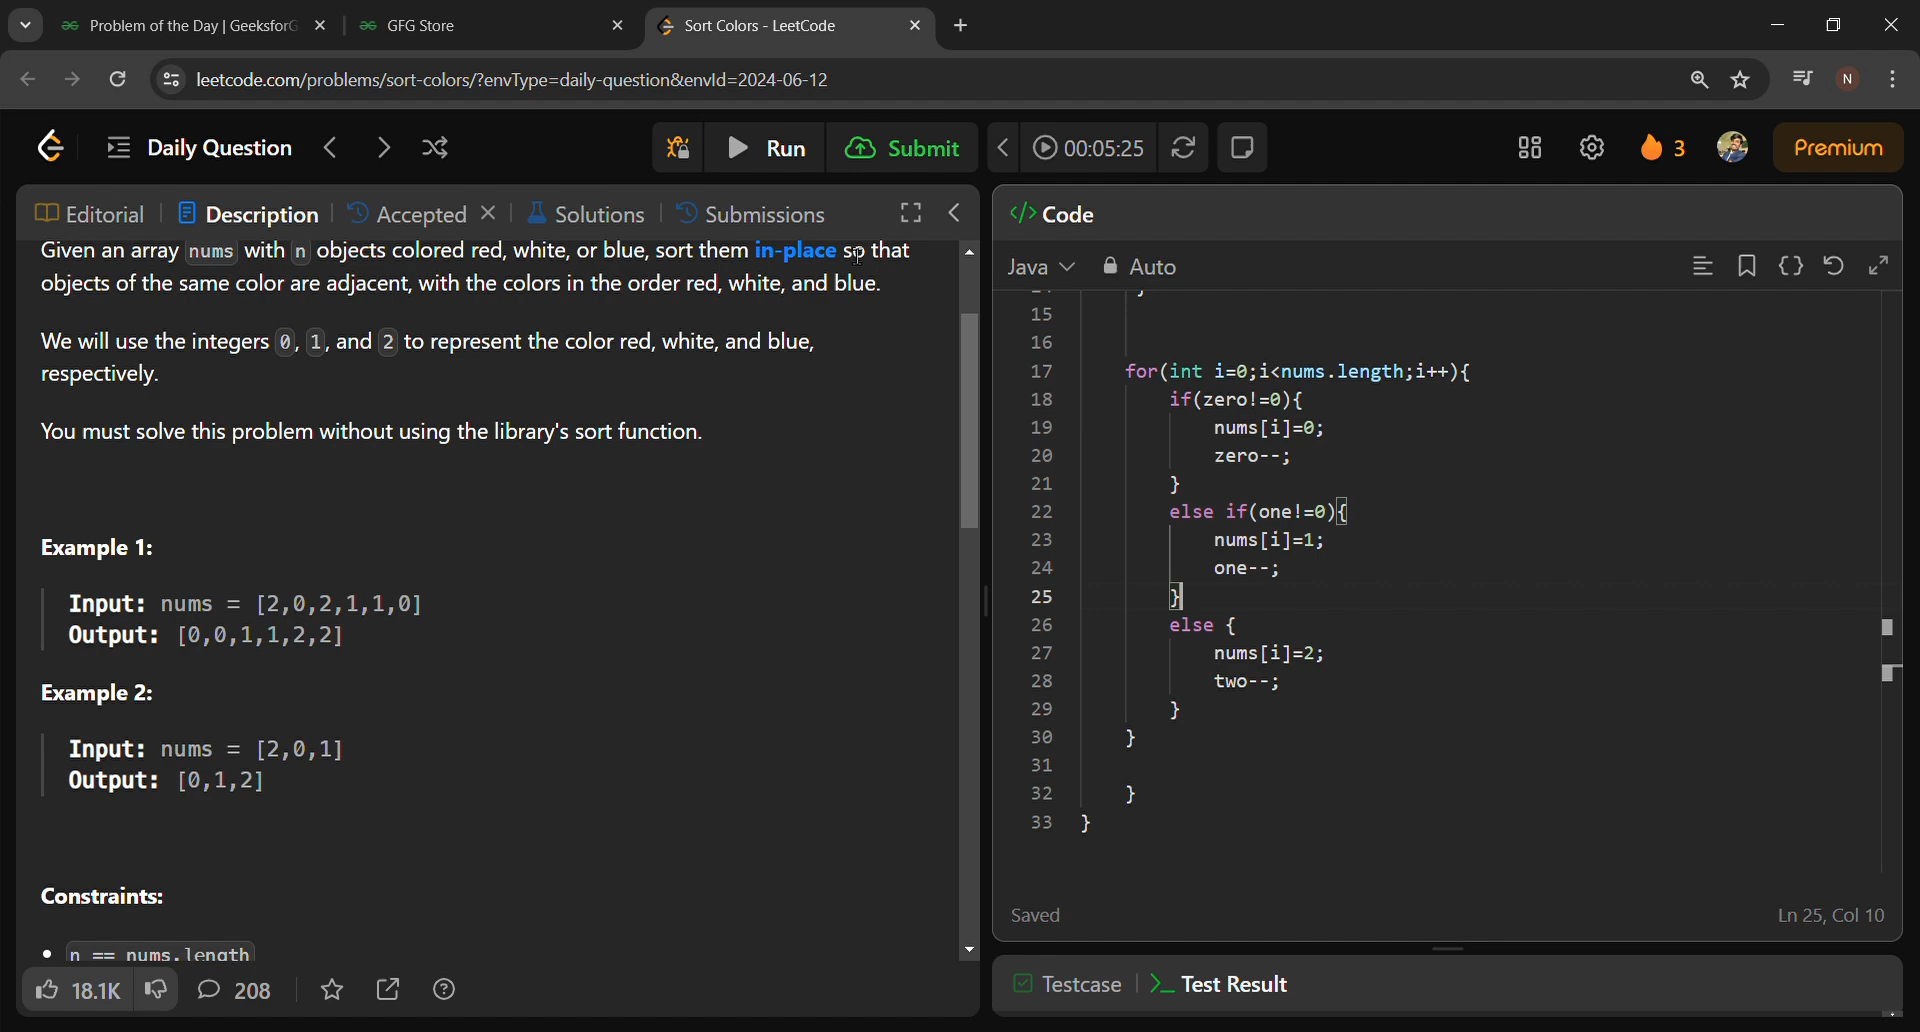 Problem of the Day | GeeksforG
GFG Store
Sort Colors - LeetCode
leetcode.com/problems/sort-colors/?envType=daily-question&envId=2024-06-12
N
Daily Question
Run
Submit
00:05:25
3
Premium
Editorial
Description
Accepted
Solutions
Submissions
Given an array nums with n objects colored red, white, or blue, sort them in-place so that
objects of the same color are adjacent, with the colors in the order red, white, and blue.
We will use the integers 0, 1, and 2 to represent the color red, white, and blue,
respectively.
You must solve this problem without using the library's sort function.
Example 1:
Input: nums = [2,0,2,1,1,0]
Output: [0,0,1,1,2,2]
Example 2:
Input: nums = [2,0,1]
Output: [0,1,2]
Constraints:
• n == nums.length
18.1K
208
</> Code
Java
Auto
15
16
17 for(int i=0;i<nums.length;i++){
18 if(zero!=0){
19 nums[i]=0;
20 zero--;
21 }
22 else if(one!=0){
23 nums[i]=1;
24 one--;
25 }
26 else {
27 nums[i]=2;
28 two--;
29 }
30 }
31
32 }
33 }
Saved
Ln 25, Col 10
Testcase
Test Result